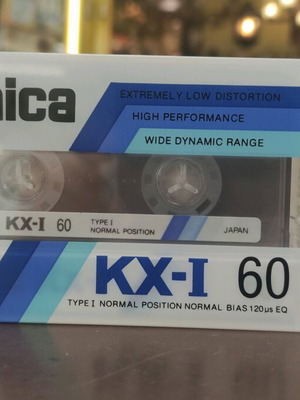 nica
EXTREMELY LOW DISTORTION
HIGH PERFORMANCE
WIDE DYNAMIC RANGE
KX-I 60 TYPE I
NORMAL POSITION JAPAN
KX-I 60
TYPE I NORMAL POSITION NORMAL BIAS 120μs EQ